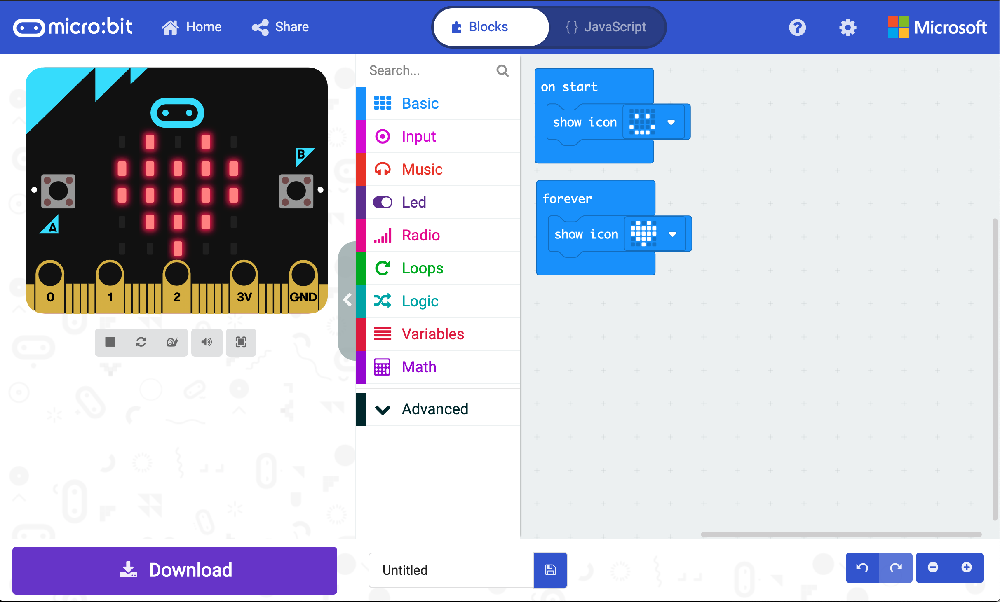 micro:bit
Home
Share
Blocks
{ } JavaScript
?
Microsoft
B
A
0
1
2
3V
GND
Search...
Basic
Input
Music
Led
Radio
Loops
Logic
Variables
Math
Advanced
on start
show icon
forever
show icon
Download
Untitled